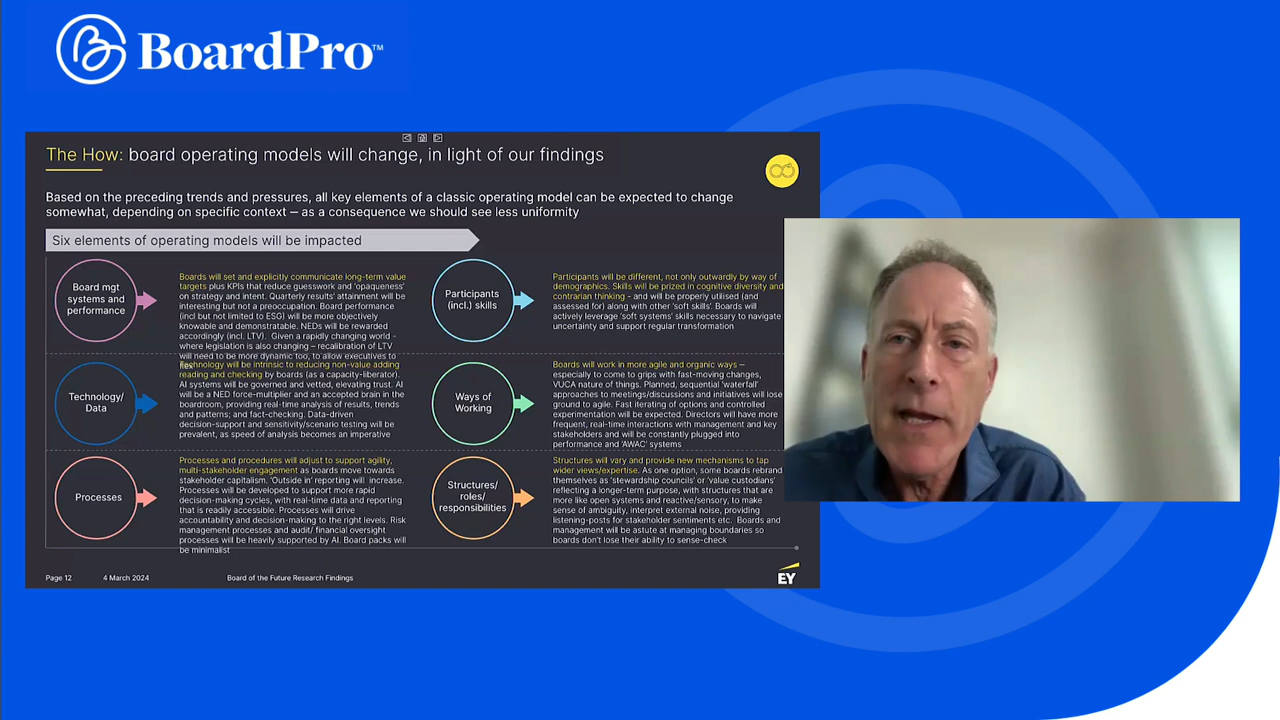 BoardPro™
The How: board operating models will change, in light of our findings
Based on the preceding trends and pressures, all key elements of a classic operating model can be expected to change
somewhat, depending on specific context – as a consequence we should see less uniformity
Six elements of operating models will be impacted
Board mgt
systems and
performance
Boards will set and explicitly communicate long-term value
targets plus KPIs that reduce guesswork and 'opaqueness'
on strategy and intent. Quarterly results' attainment will be
interesting but not a preoccupation. Board performance
(incl but not limited to ESG) will be more objectively
knowable and demonstratable. NEDs will be rewarded
accordingly (incl. LTV). Given a rapidly changing world -
where legislation is also changing – recalibration of LTV
will need to be more dynamic too, to allow executives to
flex
Participants
(incl.) skills
Participants will be different, not only outwardly by way of
demographics. Skills will be prized in cognitive diversity and
contrarian thinking - and will be properly utilised (and
assessed for) along with other 'soft skills'. Boards will
actively leverage 'soft systems' skills necessary to navigate
uncertainty and support regular transformation
Technology/
Data
Technology will be intrinsic to reducing non-value adding
reading and checking by boards (as a capacity-liberator).
AI systems will be governed and vetted, elevating trust. AI
will be a NED force-multiplier and an accepted brain in the
boardroom, providing real-time analysis of results, trends
and patterns; and fact-checking. Data-driven
decision-support and sensitivity/scenario testing will be
prevalent, as speed of analysis becomes an imperative
Ways of
Working
Boards will work in more agile and organic ways –
especially to come to grips with fast-moving changes,
VUCA nature of things. Planned, sequential 'waterfall'
approaches to meetings/discussions and initiatives will lose
ground to agile. Fast iterating of options and controlled
experimentation will be expected. Directors will have more
frequent, real-time interactions with management and key
stakeholders and will be constantly plugged into
performance and 'AWAC' systems
Processes
Processes and procedures will adjust to support agility,
multi-stakeholder engagement as boards move towards
stakeholder capitalism. 'Outside in' reporting will increase.
Processes will be developed to support more rapid
decision-making cycles, with real-time data and reporting
that is readily accessible. Processes will drive
accountability and decision-making to the right levels. Risk
management processes and audit/ financial oversight
processes will be heavily supported by AI. Board packs will
be minimalist
Structures/
roles/
responsibilities
Structures will vary and provide new mechanisms to tap
wider views/expertise. As one option, some boards rebrand
themselves as 'stewardship councils' or 'value custodians'
reflecting a longer-term purpose, with structures that are
more like open systems and reactive/sensory, to make
sense of ambiguity, interpret external noise, providing
listening-posts for stakeholder sentiments etc. Boards and
management will be astute at managing boundaries so
boards don't lose their ability to sense-check
Page 12
4 March 2024
Board of the Future Research Findings
EY